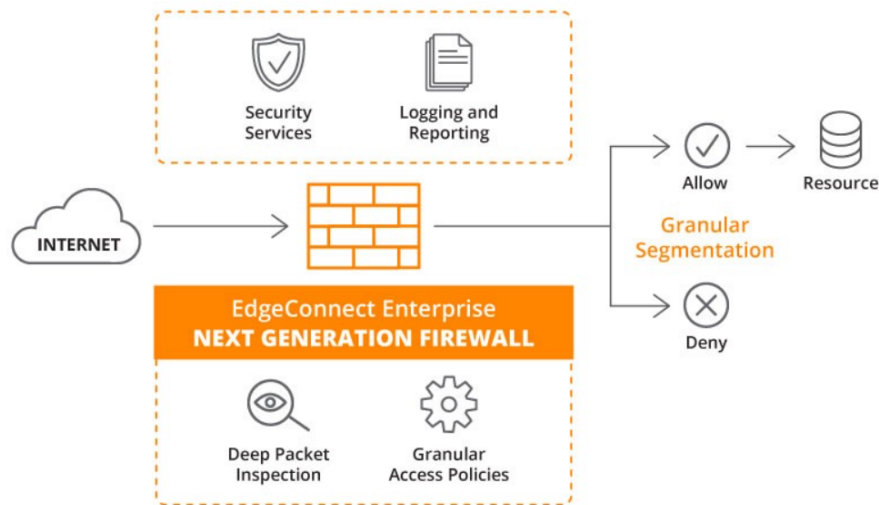 Security
Services
Logging and
Reporting
INTERNET
Allow
Resource
Granular
Segmentation
Deny
EdgeConnect Enterprise
NEXT GENERATION FIREWALL
Deep Packet
Inspection
Granular
Access Policies